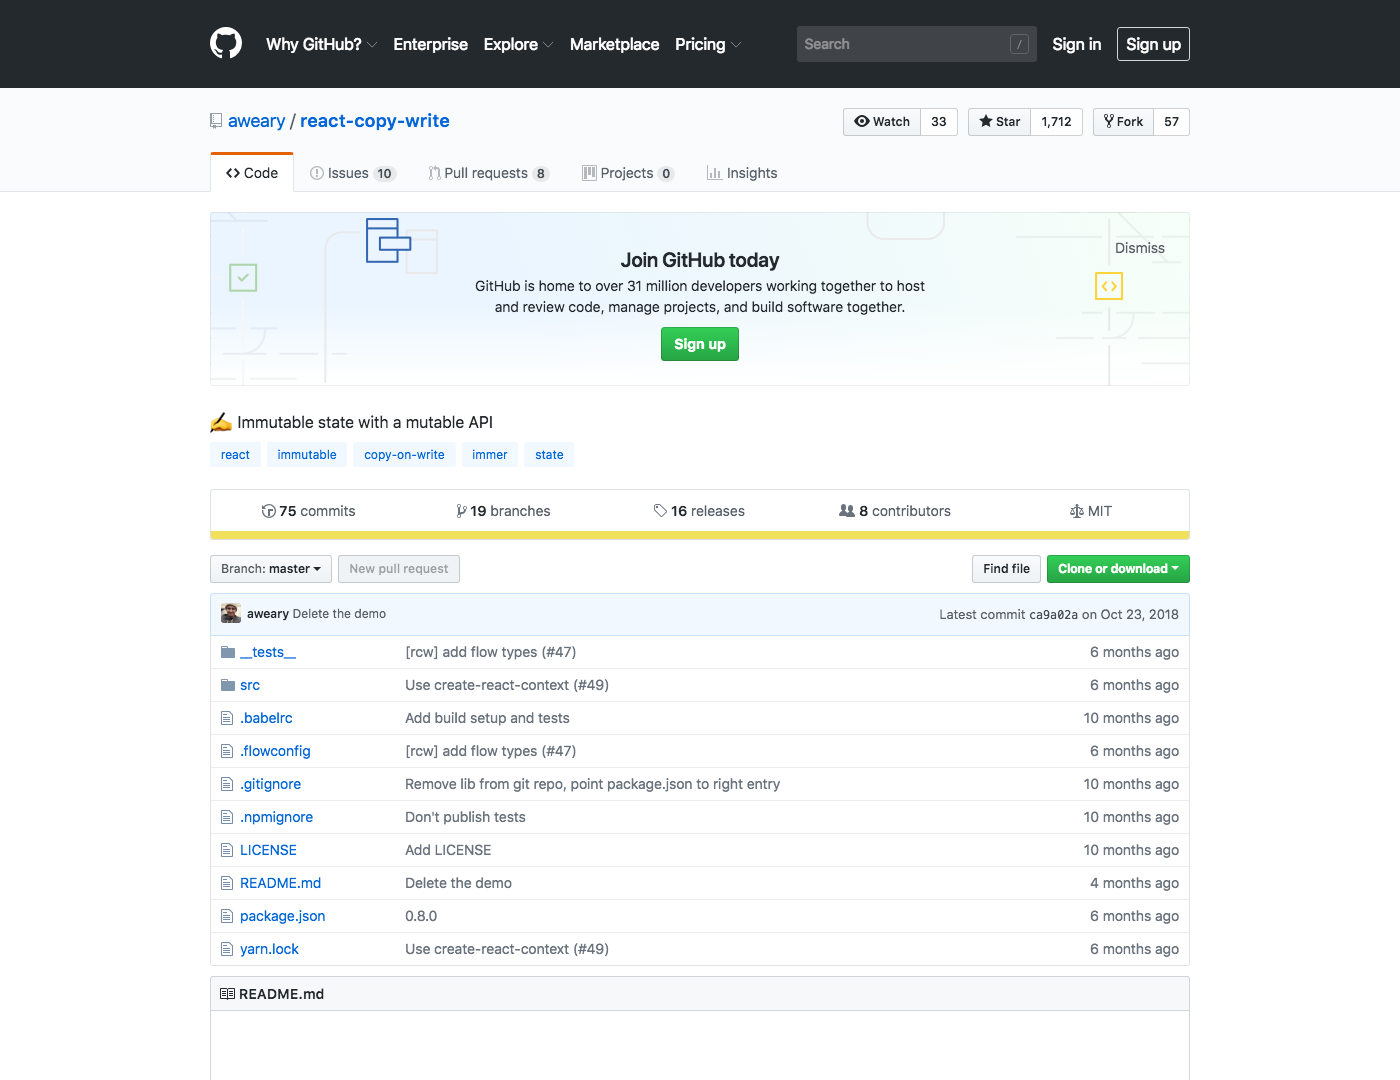 Why GitHub? Enterprise Explore Marketplace Pricing Search / Sign in Sign up
aweary / react-copy-write Watch 33 Star 1,712 Fork 57
Code Issues 10 Pull requests 8 Projects 0 Insights
Dismiss
Join GitHub today
GitHub is home to over 31 million developers working together to host
and review code, manage projects, and build software together.
Sign up
✍ Immutable state with a mutable API
react immutable copy-on-write immer state
75 commits 19 branches 16 releases 8 contributors MIT
Branch: master New pull request Find file Clone or download
aweary Delete the demo Latest commit ca9a02a on Oct 23, 2018
__tests__ [rcw] add flow types (#47) 6 months ago
src Use create-react-context (#49) 6 months ago
.babelrc Add build setup and tests 10 months ago
.flowconfig [rcw] add flow types (#47) 6 months ago
.gitignore Remove lib from git repo, point package.json to right entry 10 months ago
.npmignore Don't publish tests 10 months ago
LICENSE Add LICENSE 10 months ago
README.md Delete the demo 4 months ago
package.json 0.8.0 6 months ago
yarn.lock Use create-react-context (#49) 6 months ago
README.md